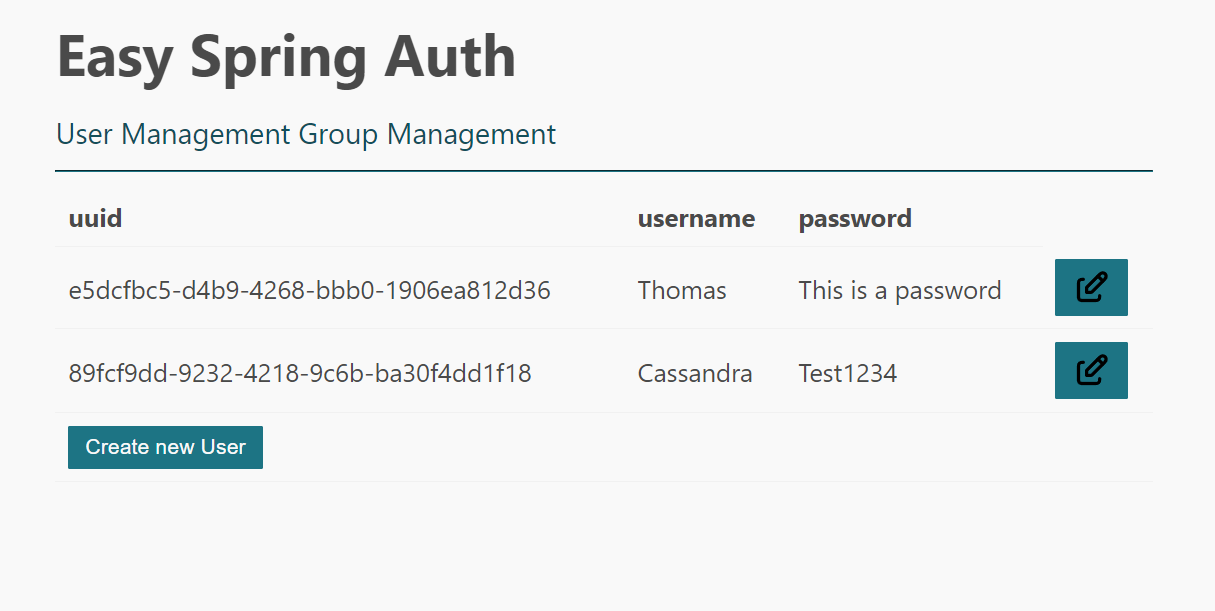 Easy Spring Auth
User Management Group Management
uuid username password
e5dcfbc5-d4b9-4268-bbb0-1906ea812d36 Thomas This is a password
89fcf9dd-9232-4218-9c6b-ba30f4dd1f18 Cassandra Test1234
Create new User